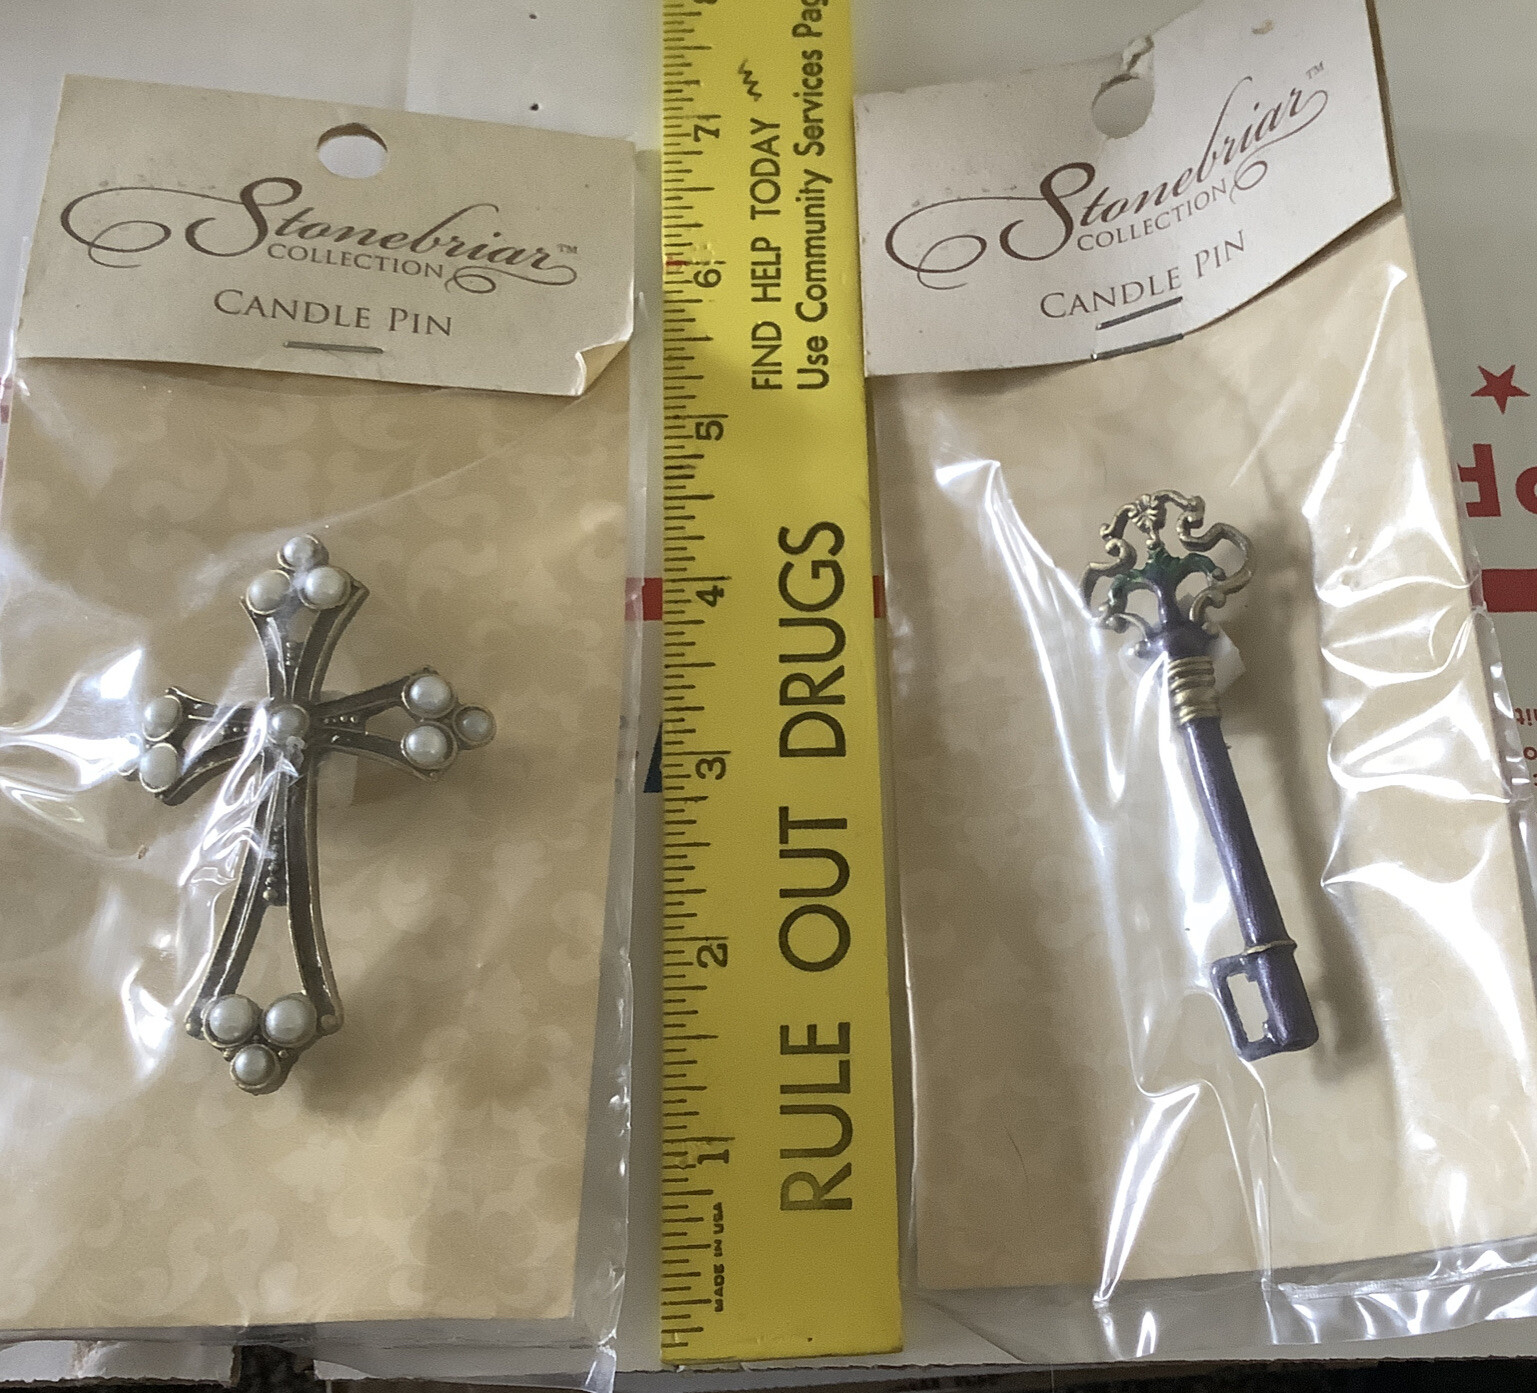 Stonebriar™
COLLECTION
CANDLE PIN
Stonebriar™
COLLECTION
CANDLE PIN
FIND HELP TODAY
Use Community Services
RULE OUT DRUGS
7
6
5
4
3
2
1
MADE IN USA